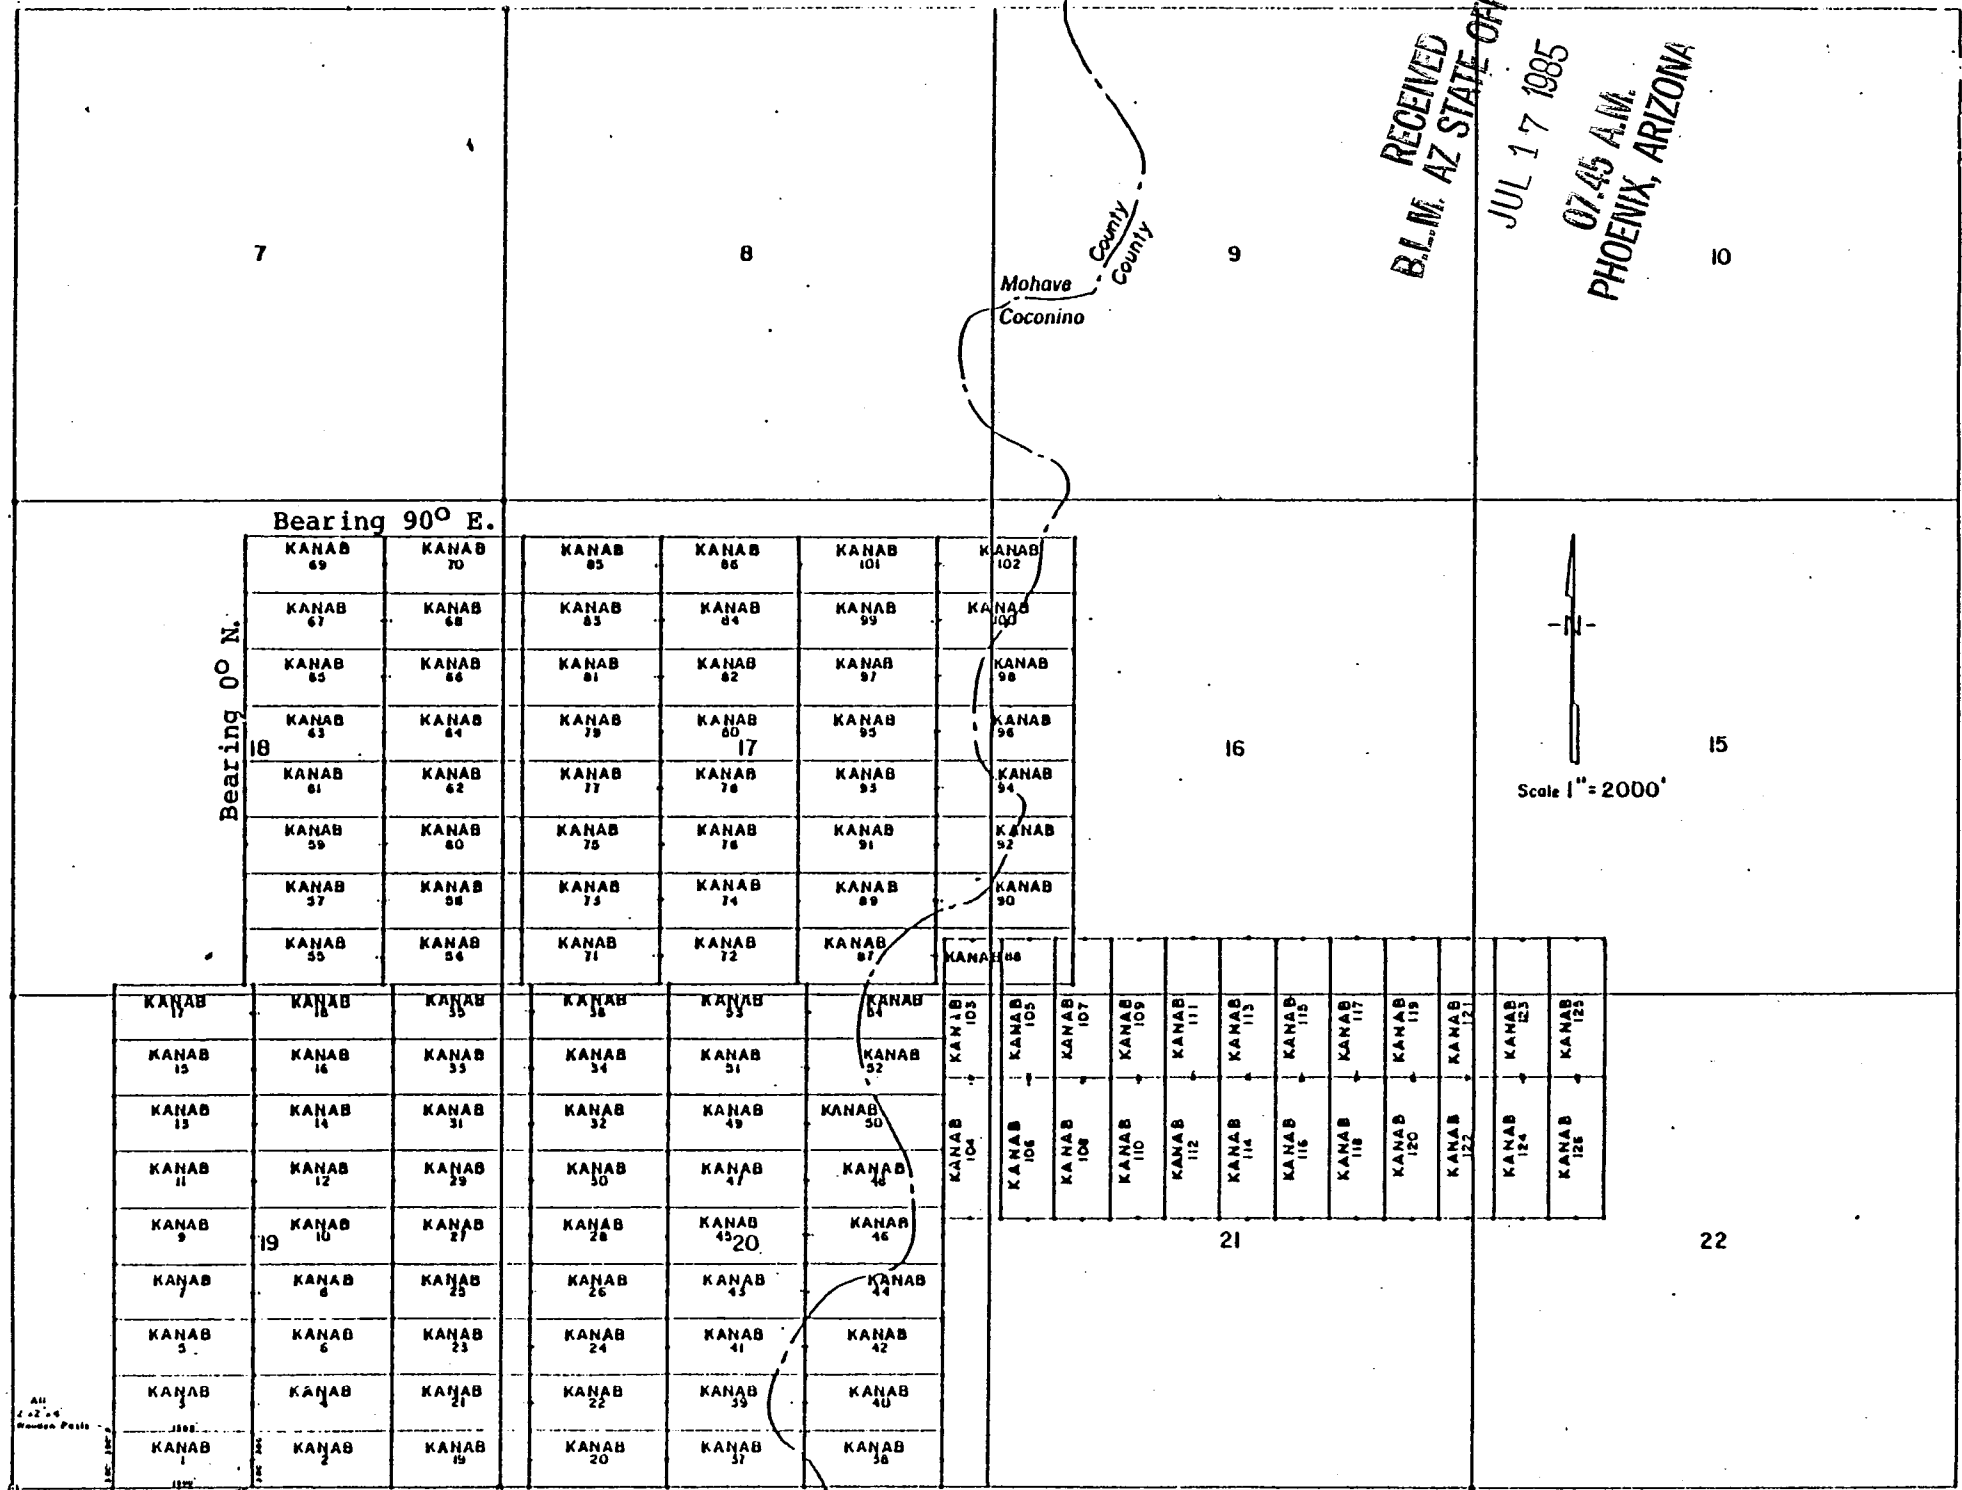 RECEIVED
B.L.M. AZ STATE OF
JUL 17 1985
07.45 A.M.
PHOENIX, ARIZONA
7
8
9
10
County
County
Mohave
Coconino
Bearing 90° E.
Bearing 0° N.
KANAB 69 KANAB 70 KANAB 85 KANAB 86 KANAB 101 KANAB 102
KANAB 67 KANAB 68 KANAB 83 KANAB 84 KANAB 99 KANAB 100
KANAB 65 KANAB 66 KANAB 81 KANAB 82 KANAB 97 KANAB 98
KANAB 63 KANAB 64 KANAB 79 KANAB 80 KANAB 95 KANAB 96
18
17
16
15
N
Scale 1" = 2000'
KANAB 61 KANAB 62 KANAB 77 KANAB 78 KANAB 93 KANAB 94
KANAB 59 KANAB 60 KANAB 75 KANAB 76 KANAB 91 KANAB 92
KANAB 57 KANAB 58 KANAB 73 KANAB 74 KANAB 89 KANAB 90
KANAB 55 KANAB 56 KANAB 71 KANAB 72 KANAB 87 KANAB 88
KANAB 17 KANAB 18 KANAB 35 KANAB 36 KANAB 53 KANAB 54
KANAB 103 KANAB 105 KANAB 107 KANAB 109 KANAB 111 KANAB 113 KANAB 115 KANAB 117 KANAB 119 KANAB 121 KANAB 123 KANAB 125
KANAB 15 KANAB 16 KANAB 33 KANAB 34 KANAB 51 KANAB 52
KANAB 13 KANAB 14 KANAB 31 KANAB 32 KANAB 49 KANAB 50
KANAB 104 KANAB 106 KANAB 108 KANAB 110 KANAB 112 KANAB 114 KANAB 116 KANAB 118 KANAB 120 KANAB 122 KANAB 124 KANAB 126
KANAB 11 KANAB 12 KANAB 29 KANAB 30 KANAB 47 KANAB 48
KANAB 9 KANAB 10 KANAB 27 KANAB 28 KANAB 45 KANAB 46
19
20
21
22
KANAB 7 KANAB 8 KANAB 25 KANAB 26 KANAB 43 KANAB 44
KANAB 5 KANAB 6 KANAB 23 KANAB 24 KANAB 41 KANAB 42
KANAB 3 KANAB 4 KANAB 21 KANAB 22 KANAB 39 KANAB 40
All
Wooden Posts
KANAB 1 KANAB 2 KANAB 19 KANAB 20 KANAB 37 KANAB 38